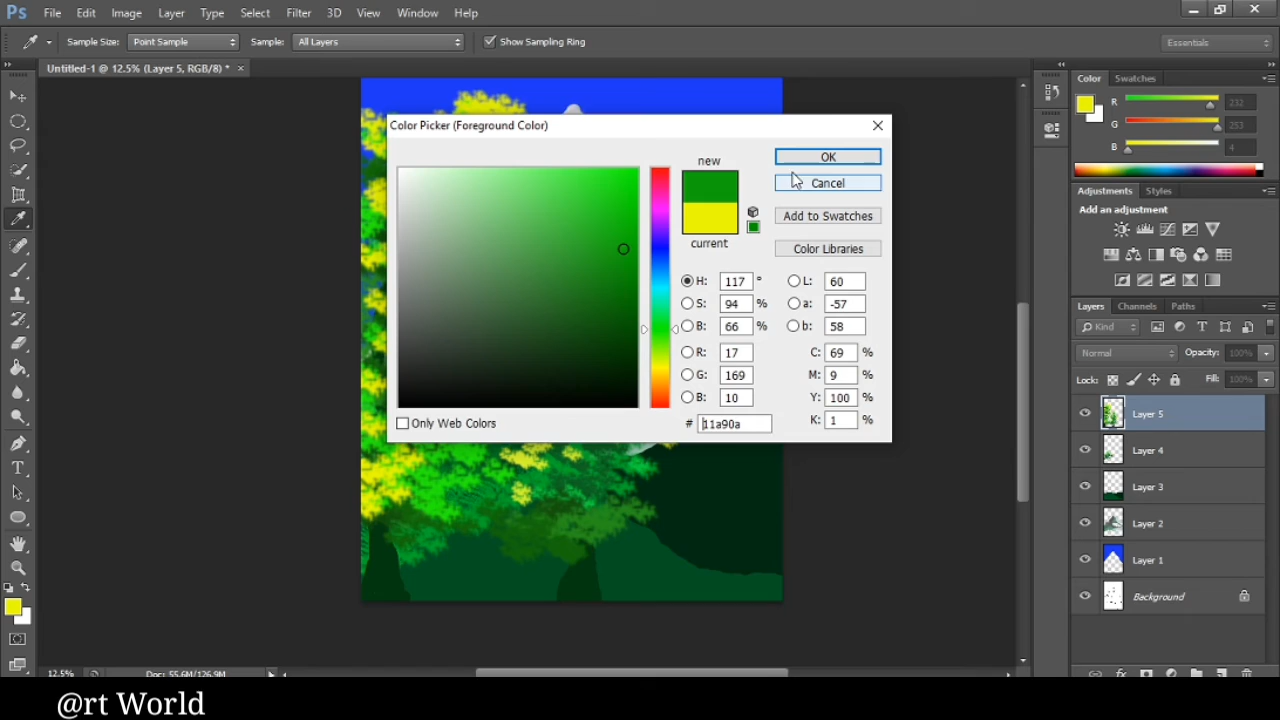 Ps File Edit Image Layer Type Select Filter 3D View Window Help
Sample Size: Point Sample Sample: All Layers Show Sampling Ring Essentials
Untitled-1 @ 12.5% (Layer 5, RGB/8) * ×
Color Swatches
R 232
G 253
B 4
Color Picker (Foreground Color)
new
current
OK
Cancel
Add to Swatches
Color Libraries
H: 117 °
S: 94 %
B: 66 %
R: 17
G: 169
B: 10
# 11a90a
L: 60
a: -57
b: 58
C: 69 %
M: 9 %
Y: 100 %
K: 1 %
Only Web Colors
Adjustments Styles
Add an adjustment
Layers Channels Paths
Kind
Normal Opacity: 100%
Lock: Fill: 100%
Layer 5
Layer 4
Layer 3
Layer 2
Layer 1
Background
12.5% Doc: 55.6M/126.9M
@rt World